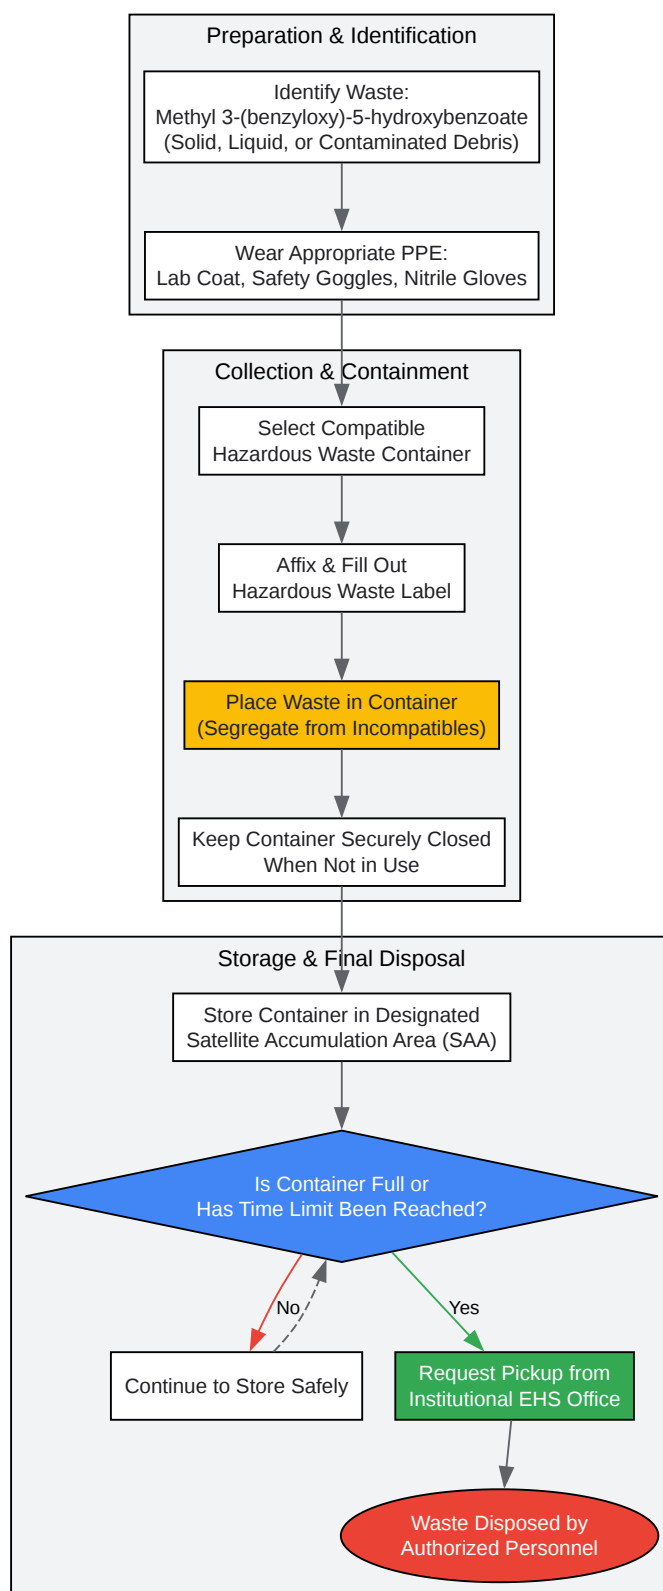 Preparation & Identification
Identify Waste:
Methyl 3-(benzyloxy)-5-hydroxybenzoate
(Solid, Liquid, or Contaminated Debris)
Wear Appropriate PPE:
Lab Coat, Safety Goggles, Nitrile Gloves
Collection & Containment
Select Compatible
Hazardous Waste Container
Affix & Fill Out
Hazardous Waste Label
Place Waste in Container
(Segregate from Incompatibles)
Keep Container Securely Closed
When Not in Use
Storage & Final Disposal
Store Container in Designated
Satellite Accumulation Area (SAA)
Is Container Full or
Has Time Limit Been Reached?
No
Yes
Continue to Store Safely
Request Pickup from
Institutional EHS Office
Waste Disposed by
Authorized Personnel